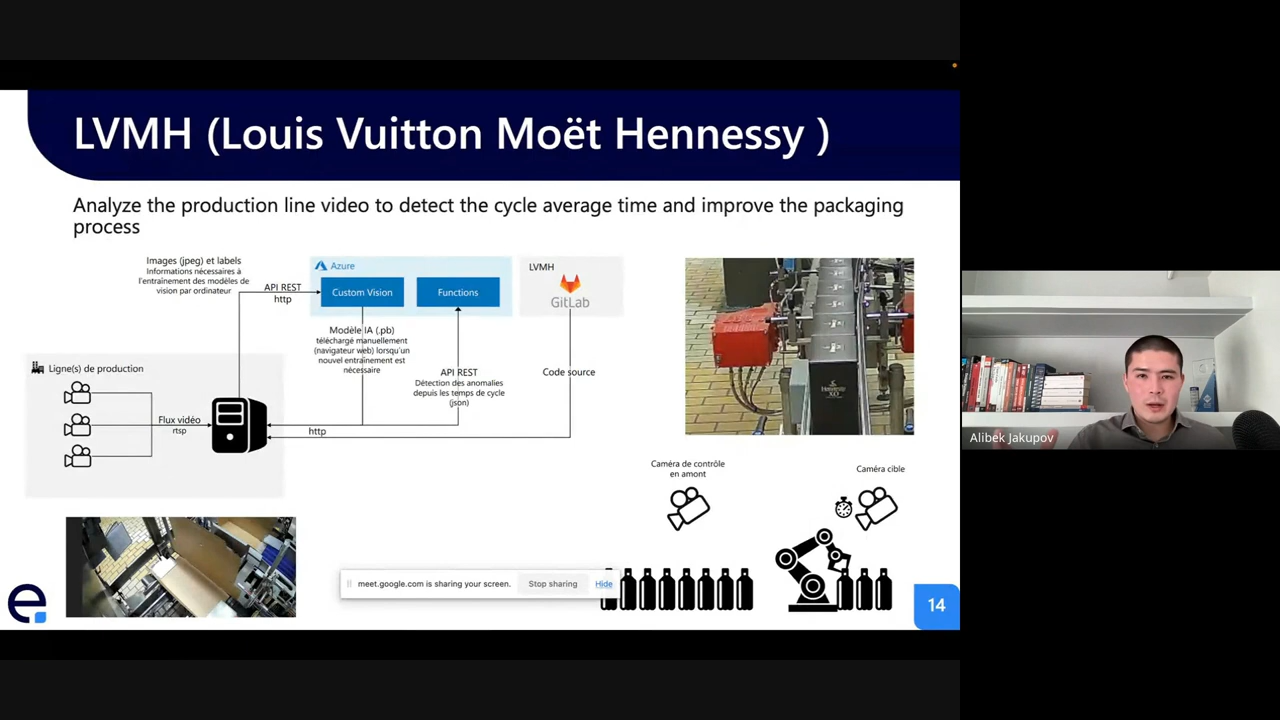 LVMH (Louis Vuitton Moët Hennessy )
Analyze the production line video to detect the cycle average time and improve the packaging
process
Images (jpeg) et labels
Informations nécessaires à
l'entraînement des modèles de
vision par ordinateur
API REST
http
Azure
Custom Vision
Functions
LVMH
GitLab
Modèle IA (.pb)
téléchargé manuellement
(navigateur web) lorsqu'un
nouvel entraînement est
nécessaire
API REST
Détection des anomalies
depuis les temps de cycle
(json)
Code source
Ligne(s) de production
Flux vidéo
rtsp
http
Hennessy
XO
Caméra de contrôle
en amont
Caméra cible
meet.google.com is sharing your screen.
Stop sharing
Hide
14
Alibek Jakupov